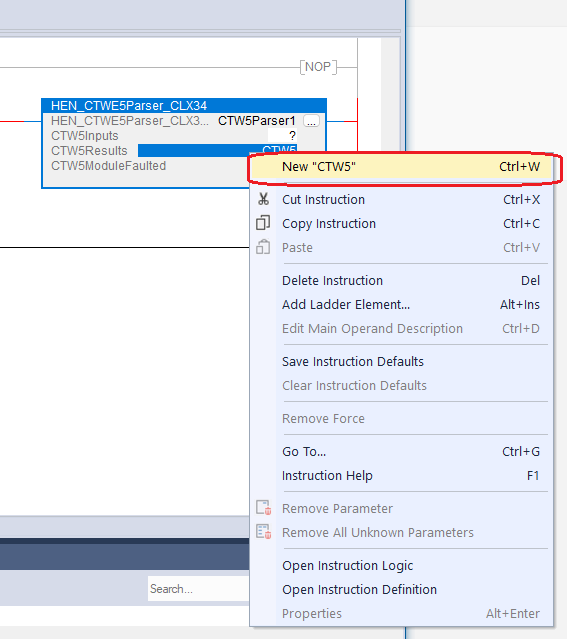 [NOP]
HEN_CTWE5Parser_CLX34
HEN_CTWE5Parser_CLX3... CTW5Parser1 ...
CTW5Inputs ?
CTW5Results CTW5
CTW5ModuleFaulted
New "CTW5" Ctrl+W
Cut Instruction Ctrl+X
Copy Instruction Ctrl+C
Paste Ctrl+V
Delete Instruction Del
Add Ladder Element... Alt+Ins
Edit Main Operand Description Ctrl+D
Save Instruction Defaults
Clear Instruction Defaults
Remove Force
Go To... Ctrl+G
Instruction Help F1
Remove Parameter
Remove All Unknown Parameters
Open Instruction Logic
Open Instruction Definition
Search...
Properties Alt+Enter